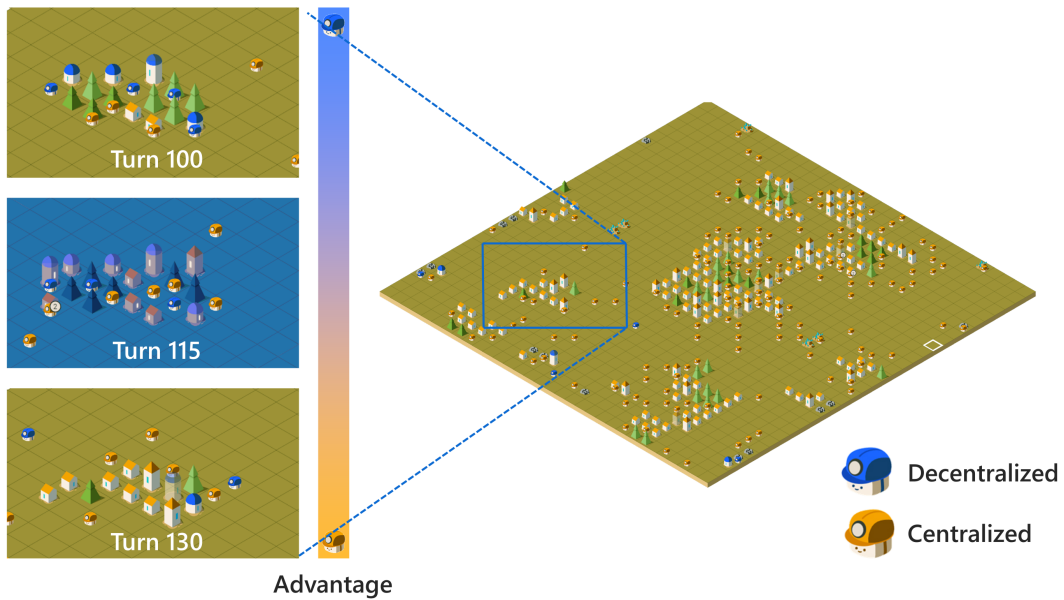 Turn 100
Turn 115
Turn 130
Advantage
Decentralized
Centralized